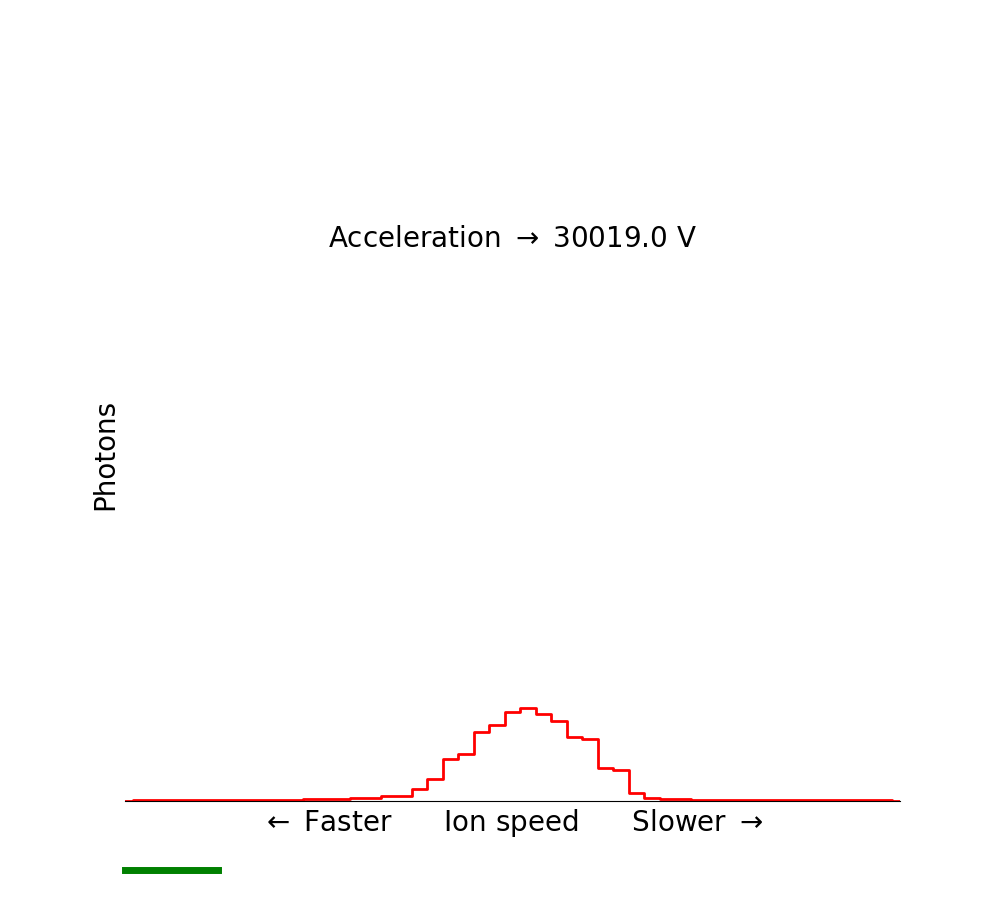 Acceleration → 30019.0 V
Photons
← Faster Ion speed Slower →